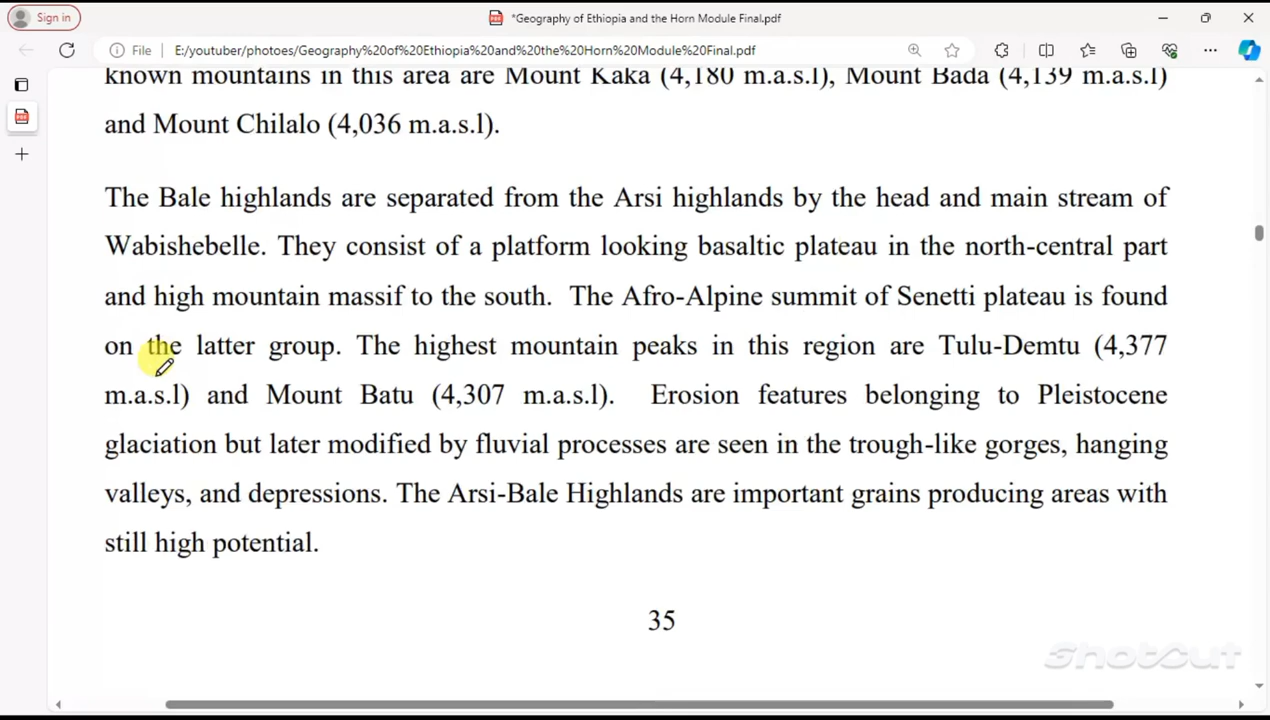 Sign in
*Geography of Ethiopia and the Horn Module Final.pdf
File
E:/youtuber/photoes/Geography%20of%20Ethiopia%20and%20the%20Horn%20Module%20Final.pdf
known mountains in this area are Mount Kaka (4,180 m.a.s.l), Mount Bada (4,139 m.a.s.l)
and Mount Chilalo (4,036 m.a.s.l).
The Bale highlands are separated from the Arsi highlands by the head and main stream of
Wabishebelle. They consist of a platform looking basaltic plateau in the north-central part
and high mountain massif to the south. The Afro-Alpine summit of Senetti plateau is found
on the latter group. The highest mountain peaks in this region are Tulu-Demtu (4,377
m.a.s.l) and Mount Batu (4,307 m.a.s.l). Erosion features belonging to Pleistocene
glaciation but later modified by fluvial processes are seen in the trough-like gorges, hanging
valleys, and depressions. The Arsi-Bale Highlands are important grains producing areas with
still high potential.
35
ShotCut